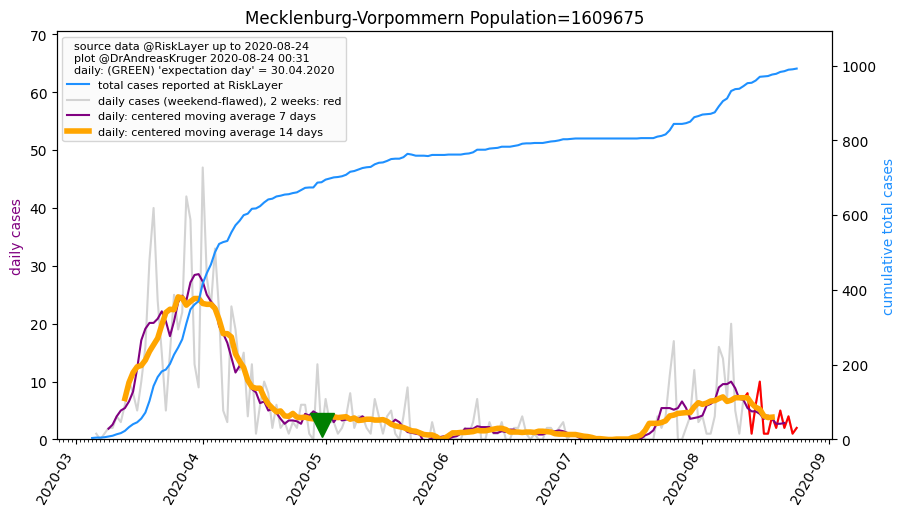 Mecklenburg-Vorpommern Population=1609675
source data @RiskLayer up to 2020-08-24
plot @DrAndreasKruger 2020-08-24 00:31
daily: (GREEN) 'expectation day' = 30.04.2020
total cases reported at RiskLayer
daily cases (weekend-flawed), 2 weeks: red
daily: centered moving average 7 days
daily: centered moving average 14 days
daily cases
70
60
50
40
30
20
10
0
cumulative total cases
1000
800
600
400
200
0
2020-03
2020-04
2020-05
2020-06
2020-07
2020-08
2020-09